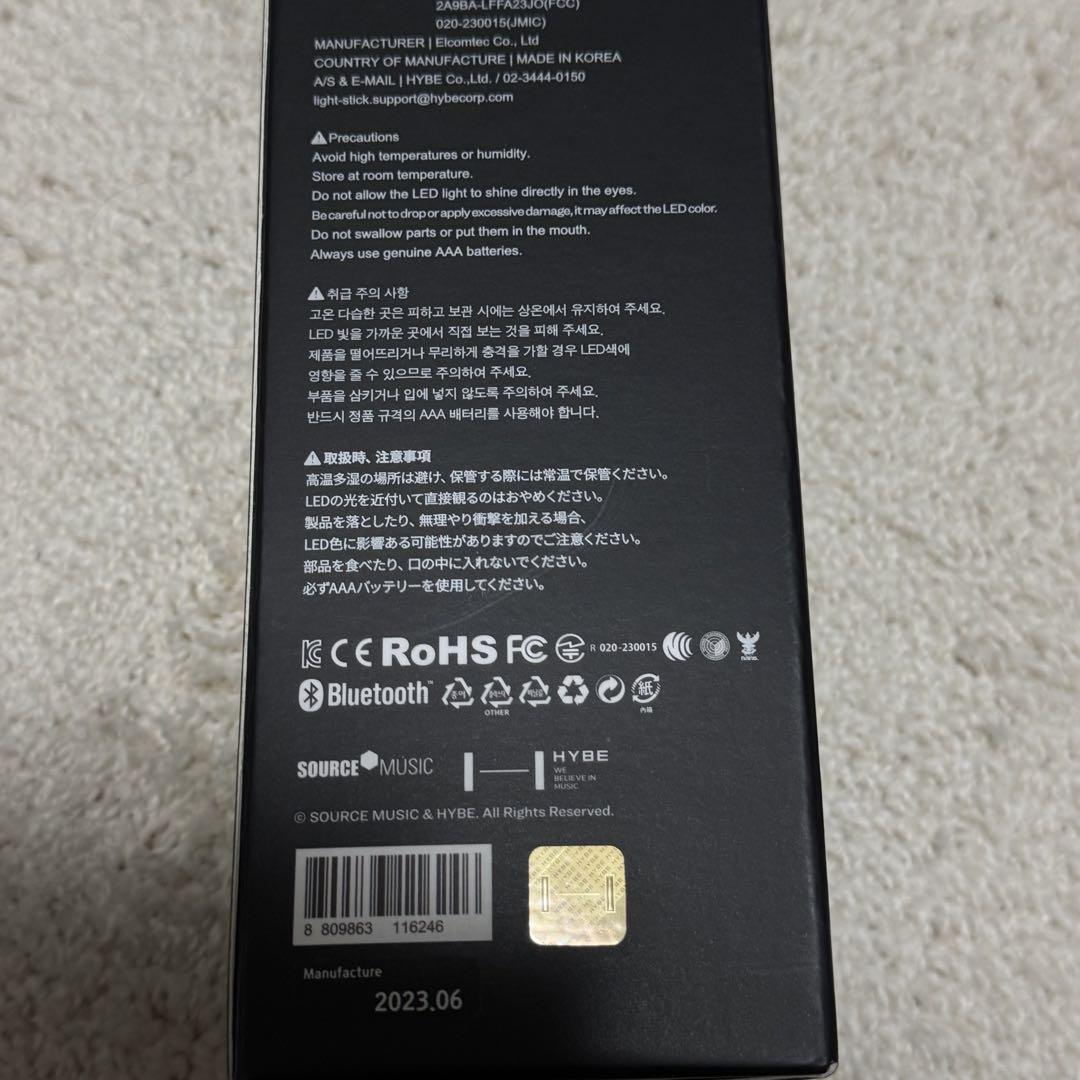 2A9BA-LFFA23JO(FCC)
020-230015(JMIC)
MANUFACTURER | Elcomtec Co., Ltd
COUNTRY OF MANUFACTURE | MADE IN KOREA
A/S & E-MAIL | HYBE Co.,Ltd. / 02-3444-0150
light-stick.support@hybecorp.com
Precautions
Avoid high temperatures or humidity.
Store at room temperature.
Do not allow the LED light to shine directly in the eyes.
Be careful not to drop or apply excessive damage, it may affect the LED color.
Do not swallow parts or put them in the mouth.
Always use genuine AAA batteries.
취급 주의 사항
고온 다습한 곳은 피하고 보관 시에는 상온에서 유지하여 주세요.
LED 빛을 가까운 곳에서 직접 보는 것을 피해 주세요.
제품을 떨어뜨리거나 무리하게 충격을 가할 경우 LED색에
영향을 줄 수 있으므로 주의하여 주세요.
부품을 삼키거나 입에 넣지 않도록 주의하여 주세요.
반드시 정품 규격의 AAA 배터리를 사용해야 합니다.
取扱時、注意事項
高温多湿の場所は避け、保管する際には常温で保管ください。
LEDの光を近付いて直接観るのはおやめください。
製品を落としたり、無理やり衝撃を加える場合、
LED色に影響ある可能性がありますのでご注意ください。
部品を食べたり、口の中に入れないでください。
必ずAAAバッテリーを使用してください。
CE RoHS FC R 020-230015
Bluetooth™ 紙
OTHER 內箱
SOURCE MUSIC HYBE
WE
BELIEVE IN
MUSIC
© SOURCE MUSIC & HYBE. All Rights Reserved.
8 809863 116246
Manufacture
2023.06